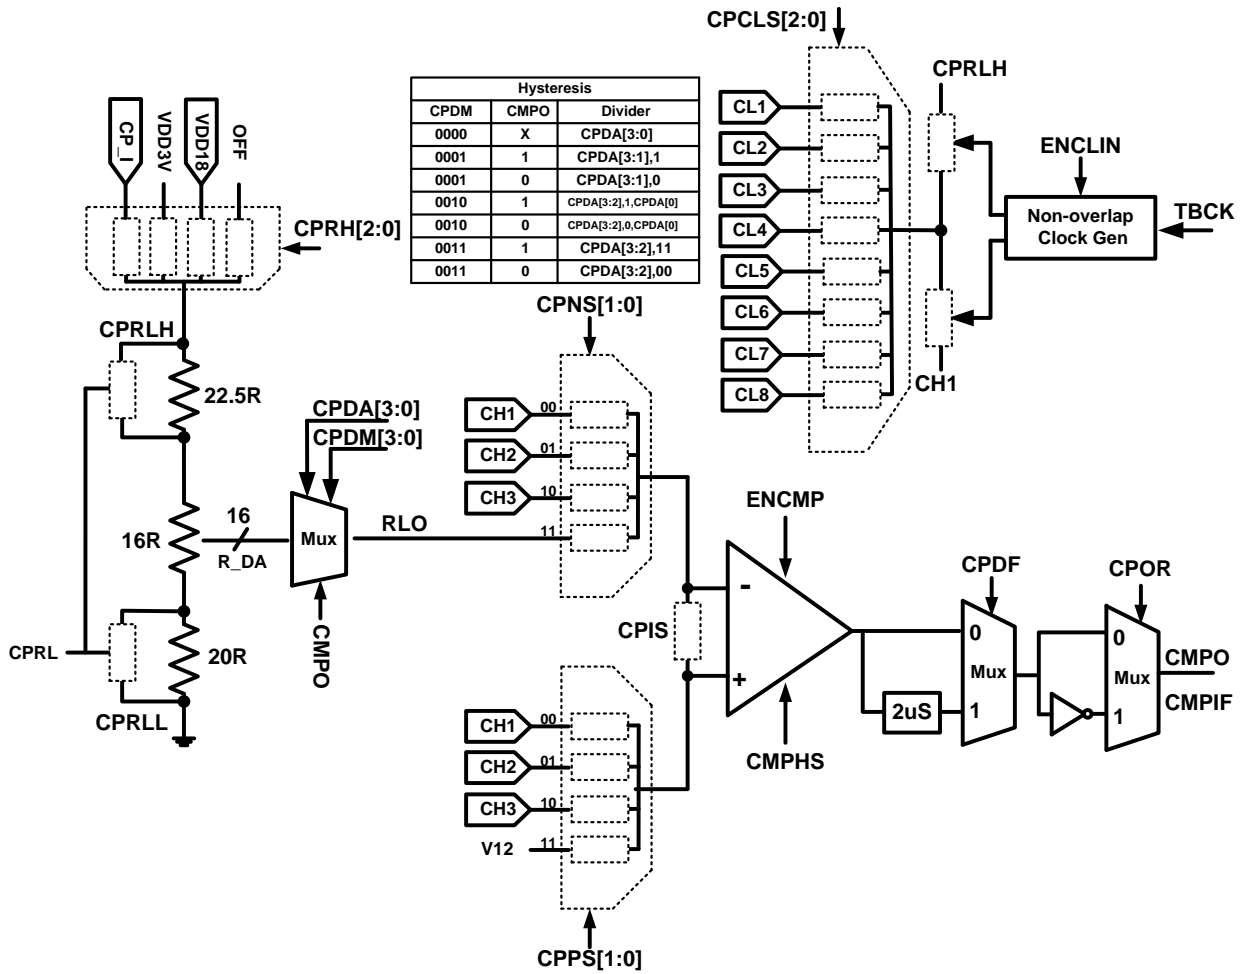 CPCLS[2:0]
CPRLH
CL1
CL2
CL3
CL4
CL5
CL6
CL7
CL8
CH1
ENCLIN
Non-overlap
Clock Gen
TBCK
Hysteresis
CPDM CMPO Divider
0000 X CPDA[3:0]
0001 1 CPDA[3:1],1
0001 0 CPDA[3:1],0
0010 1 CPDA[3:2],1,CPDA[0]
0010 0 CPDA[3:2],0,CPDA[0]
0011 1 CPDA[3:2],11
0011 0 CPDA[3:2],00
CP_I
VDD3V
VDD18
OFF
CPRH[2:0]
CPRLH
22.5R
16R
20R
CPRL
CPRLL
16
R_DA
CPDA[3:0]
CPDM[3:0]
Mux
CMPO
RLO
CPNS[1:0]
CH1 00
CH2 01
CH3 10
11
CPIS
CH1 00
CH2 01
CH3 10
V12 11
CPPS[1:0]
ENCMP
-
+
CMPHS
2uS
CPDF
0
Mux
1
CPOR
0
Mux
1
CMPO
CMPIF